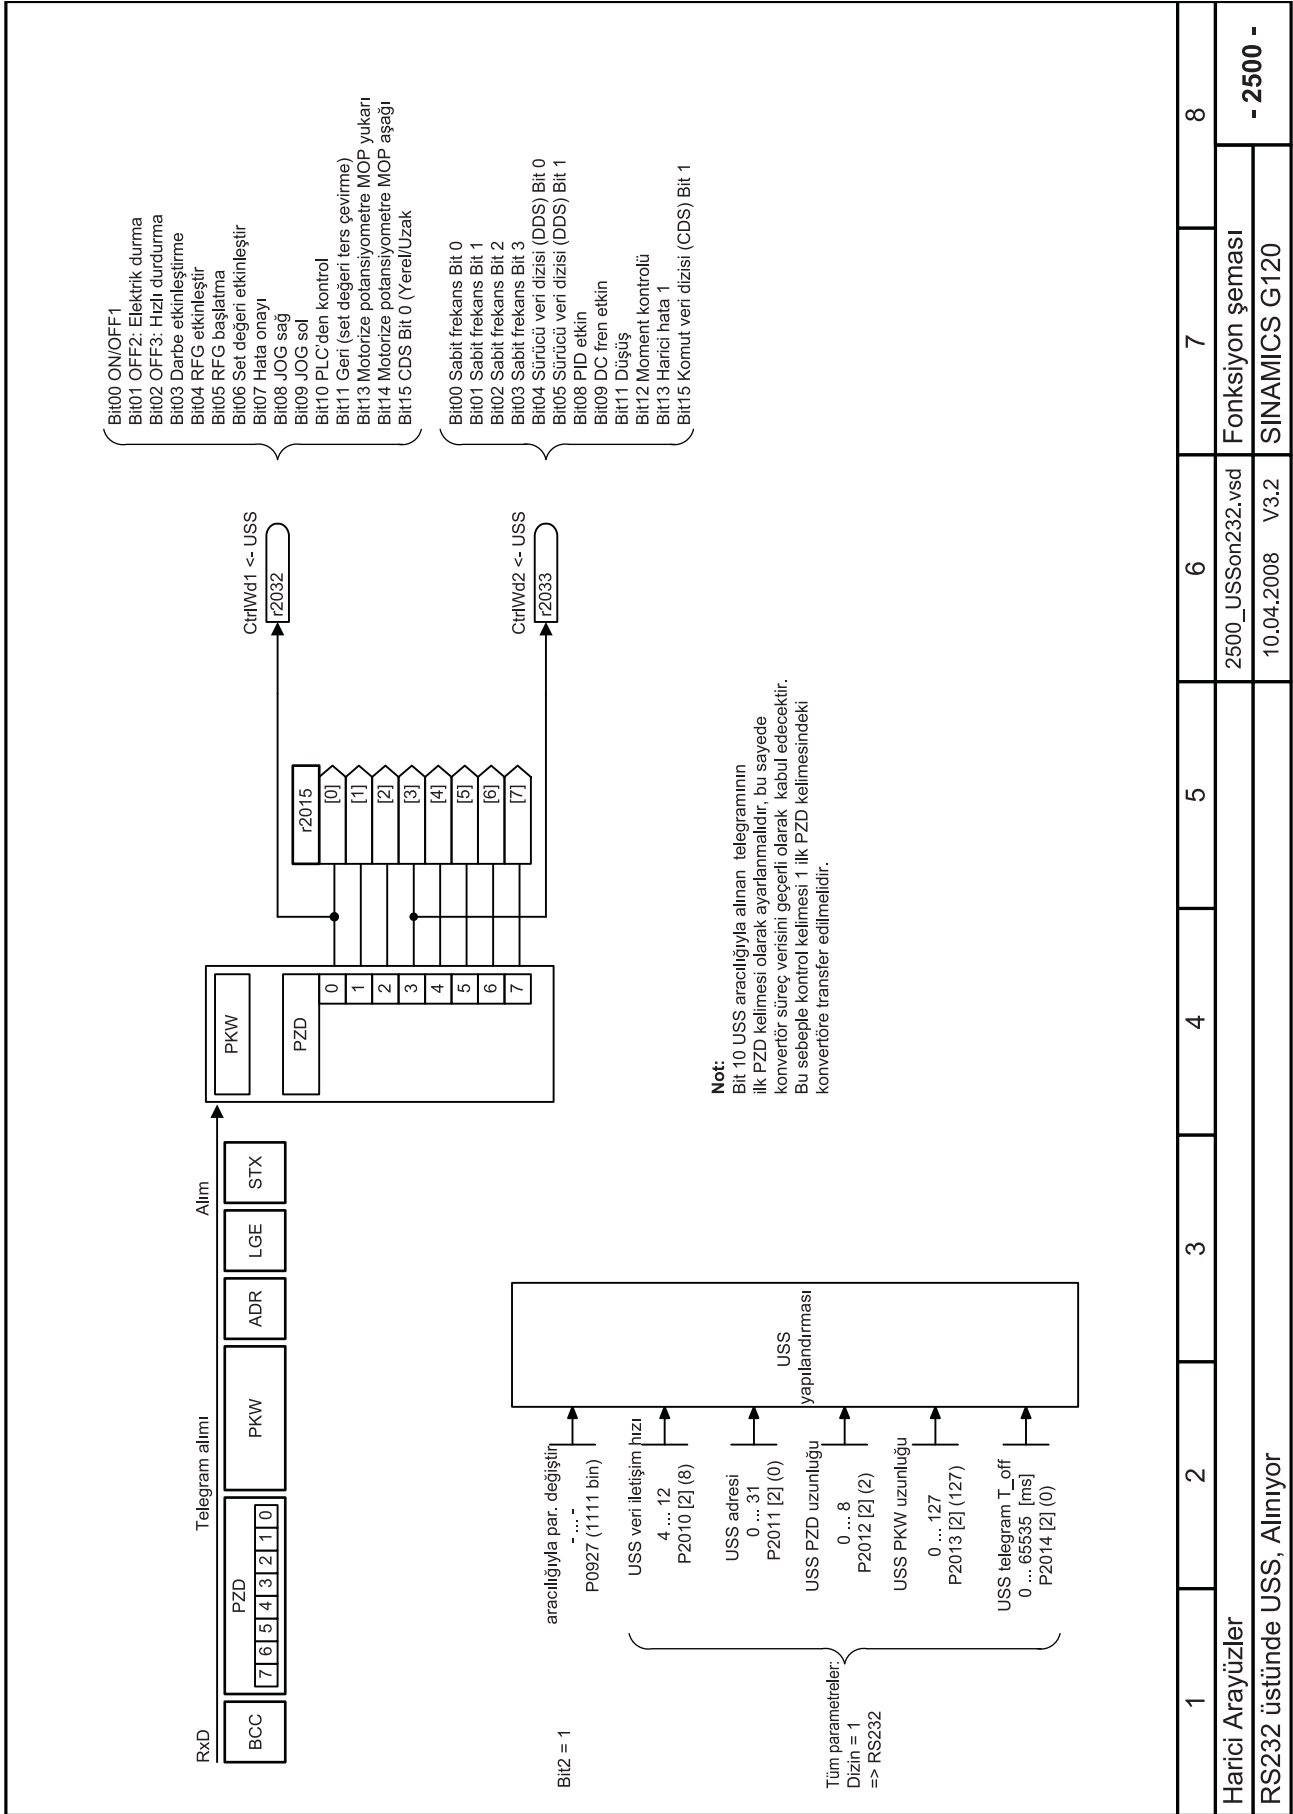 RxD
Telegram alımı
Alım
BCC
PZD
7 6 5 4 3 2 1 0
PKW
ADR
LGE
STX
PKW
PZD
0
1
2
3
4
5
6
7
r2015
[0]
[1]
[2]
[3]
[4]
[5]
[6]
[7]
CtrlWd1 <- USS
r2032
CtrlWd2 <- USS
r2033
Bit00 ON/OFF1
Bit01 OFF2: Elektrik durma
Bit02 OFF3: Hızlı durdurma
Bit03 Darbe etkinleştirme
Bit04 RFG etkinleştir
Bit05 RFG başlatma
Bit06 Set değeri etkinleştir
Bit07 Hata onayı
Bit08 JOG sağ
Bit09 JOG sol
Bit10 PLC'den kontrol
Bit11 Geri (set değeri ters çevirme)
Bit13 Motorize potansiyometre MOP yukarı
Bit14 Motorize potansiyometre MOP aşağı
Bit15 CDS Bit 0 (Yerel/Uzak
Bit00 Sabit frekans Bit 0
Bit01 Sabit frekans Bit 1
Bit02 Sabit frekans Bit 2
Bit03 Sabit frekans Bit 3
Bit04 Sürücü veri dizisi (DDS) Bit 0
Bit05 Sürücü veri dizisi (DDS) Bit 1
Bit08 PID etkin
Bit09 DC fren etkin
Bit11 Düşüş
Bit12 Moment kontrolü
Bit13 Harici hata 1
Bit15 Komut veri dizisi (CDS) Bit 1
Bit2 = 1
aracılığıyla par. değiştin
- ...-
P0927 (1111 bin)
USS veri iletişim hızı
4 ... 12
P2010 [2] (8)
USS adresi
0 ... 31
P2011 [2] (0)
USS PZD uzunluğu
0 ... 8
P2012 [2] (2)
USS PKW uzunluğu
0 ... 127
P2013 [2] (127)
USS telegram T_off
0 ... 65535 [ms]
P2014 [2] (0)
Tüm parametreler:
Dizin = 1
=> RS232
USS
yapılandırması
Not:
Bit 10 USS aracılığıyla alınan telegramının
ilk PZD kelimesi olarak ayarlanmalıdır, bu sayede
konvertör süreç verisini geçerli olarak kabul edecektir.
Bu sebeple kontrol kelimesi 1 ilk PZD kelimesindeki
konvertöre transfer edilmelidir.
1 2 3 4 5 6 7 8
Harici Arayüzler
2500_USSon232.vsd
Fonksiyon şeması
- 2500 -
RS232 üstünde USS, Alınıyor
10.04.2008 V3.2
SINAMICS G120